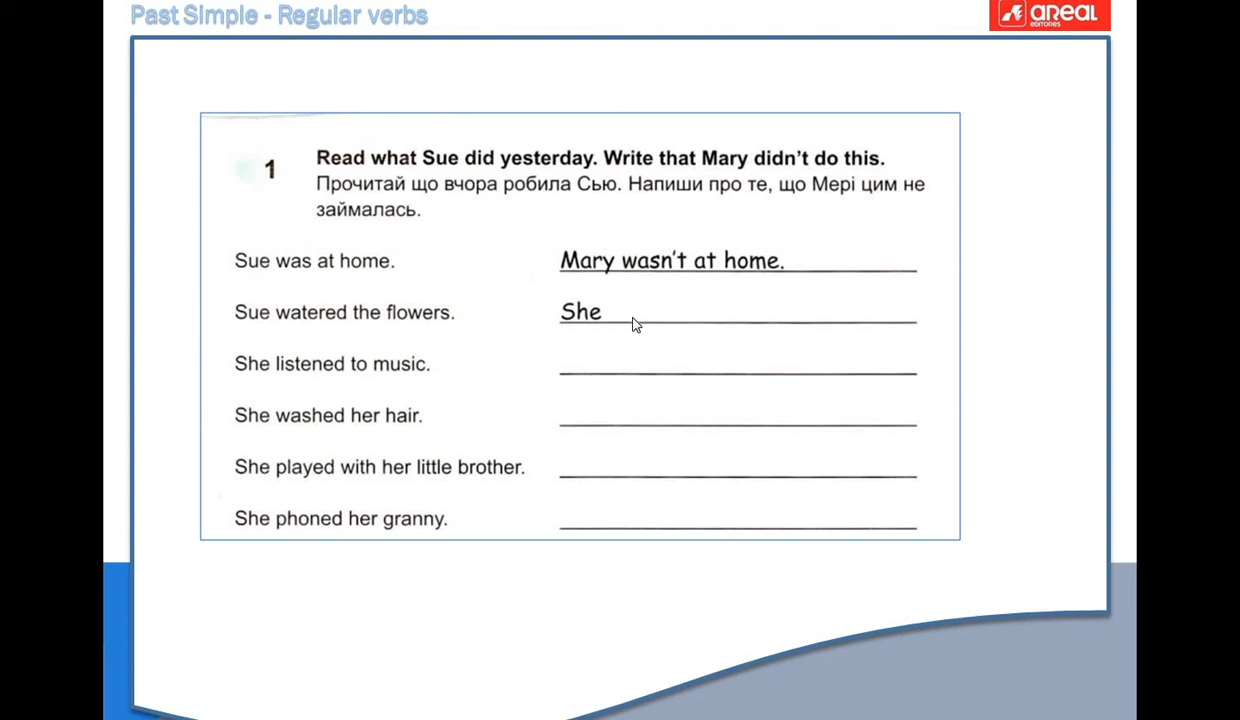 Past Simple - Regular verbs
areal
EDITORES
1
Read what Sue did yesterday. Write that Mary didn't do this.
Прочитай що вчора робила Сью. Напиши про те, що Мері цим не
займалась.
Sue was at home. Mary wasn't at home.
Sue watered the flowers. She
She listened to music.
She washed her hair.
She played with her little brother.
She phoned her granny.